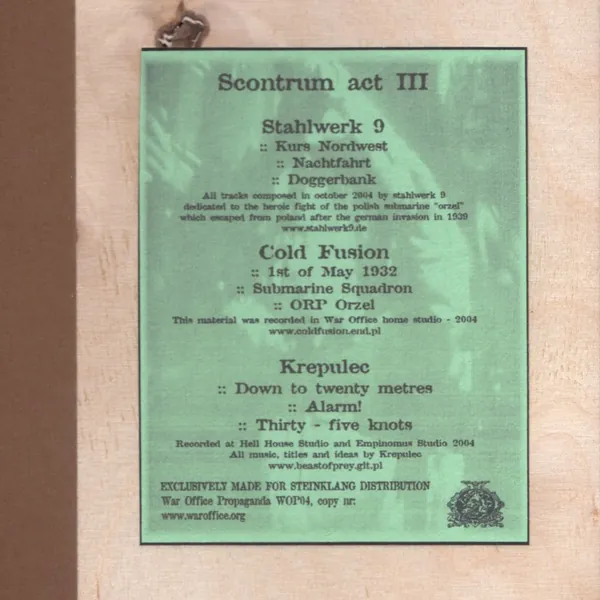 Scontrum act III
Stahlwerk 9
:: Kurs Nordwest
:: Nachtfahrt
:: Doggerbank
All tracks composed in october 2004 by stahlwerk 9
dedicated to the heroic fight of the polish submarine "orzel"
which escaped from poland after the german invasion in 1939
www.stahlwerk9.de
Cold Fusion
:: 1st of May 1932
:: Submarine Squadron
:: ORP Orzel
This material was recorded in War Office home studio - 2004
www.coldfusion.end.pl
Krepulec
:: Down to twenty metres
:: Alarm!
:: Thirty - five knots
Recorded at Hell House Studio and Empinomus Studio 2004
All music, titles and ideas by Krepulec
www.beastofprey.glt.pl
EXCLUSIVELY MADE FOR STEINKLANG DISTRIBUTION
War Office Propaganda WOP04, copy nr:
www.waroffice.org